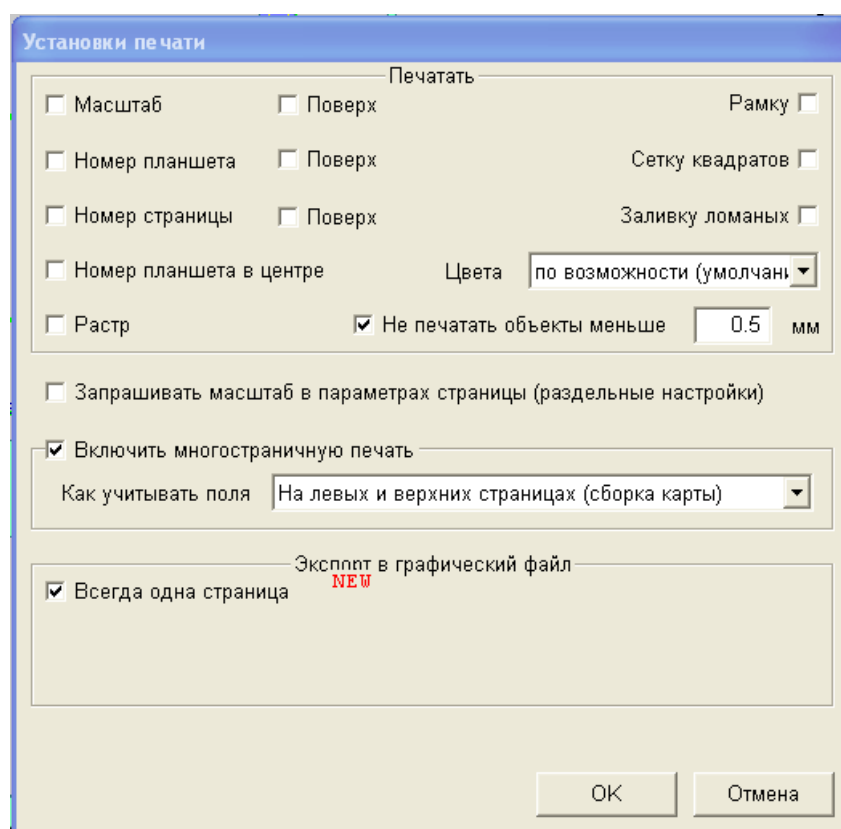 Установки печати
Печатать
Масштаб Поверх Рамку
Номер планшета Поверх Сетку квадратов
Номер страницы Поверх Заливку ломаных
Номер планшета в центре Цвета по возможности (умолчани
Растр Не печатать объекты меньше 0.5 мм
Запрашивать масштаб в параметрах страницы (раздельные настройки)
Включить многостраничную печать
Как учитывать поля На левых и верхних страницах (сборка карты)
Экспорт в графический файл
NEW
Всегда одна страница
OK Отмена